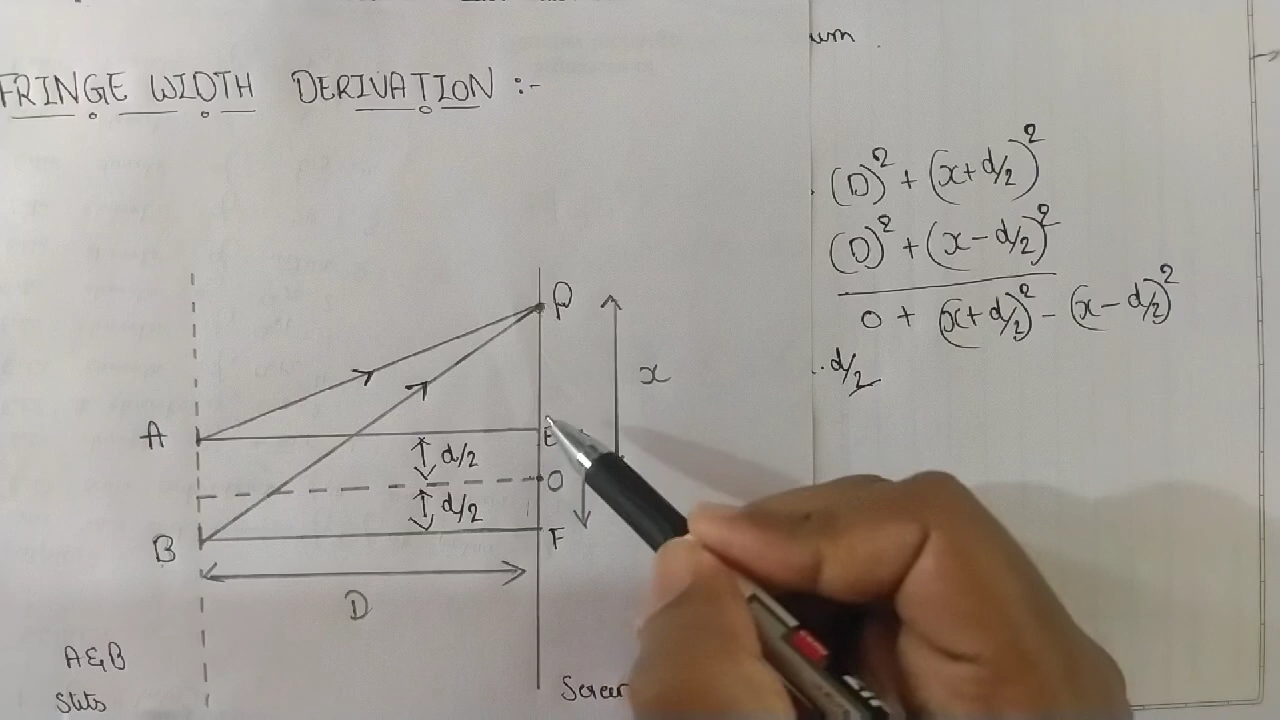 FRINGE WIDTH DERIVATION :-
um.
(D)² + (x+d/2)²
(D)² + (x-d/2)²
0 + (x+d/2)² - (x-d/2)²
d/2
P
x
A
E
d/2
O
d/2
B
F
D
A&B
Slits
Screen